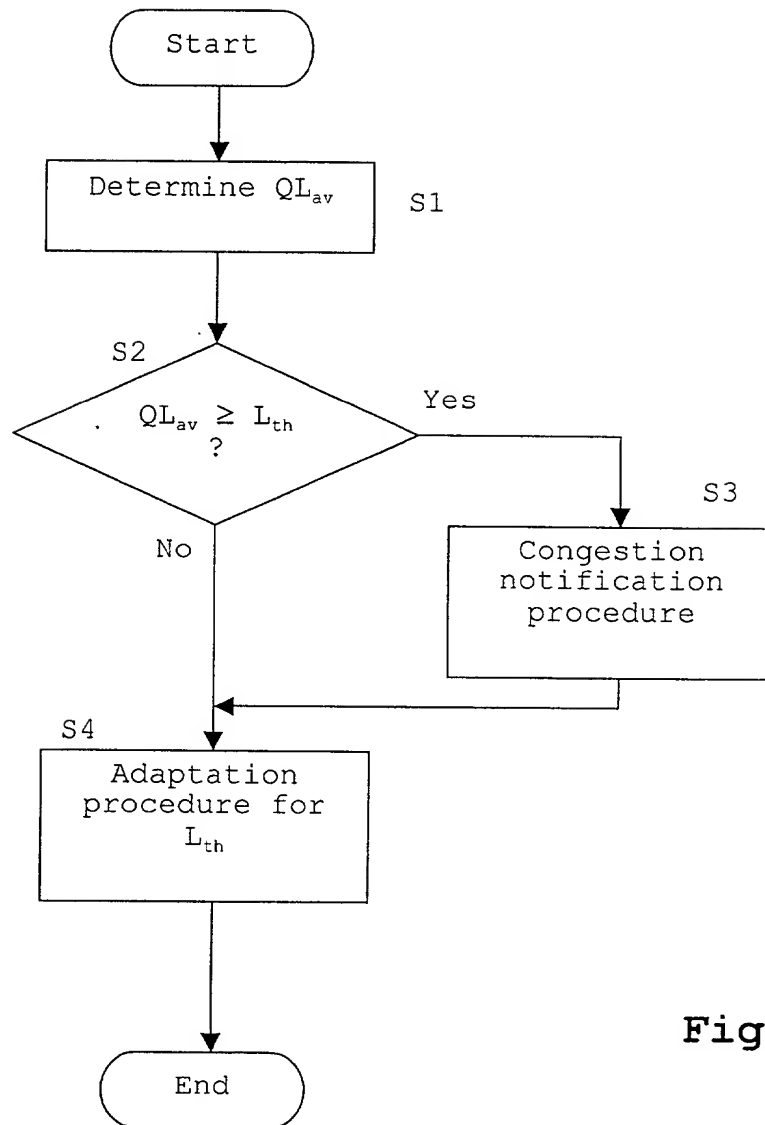 Start
Determine QLav
S1
S2
QLav ≥ Lth
?
Yes
No
S3
Congestion
notification
procedure
S4
Adaptation
procedure for
Lth
End
Fig